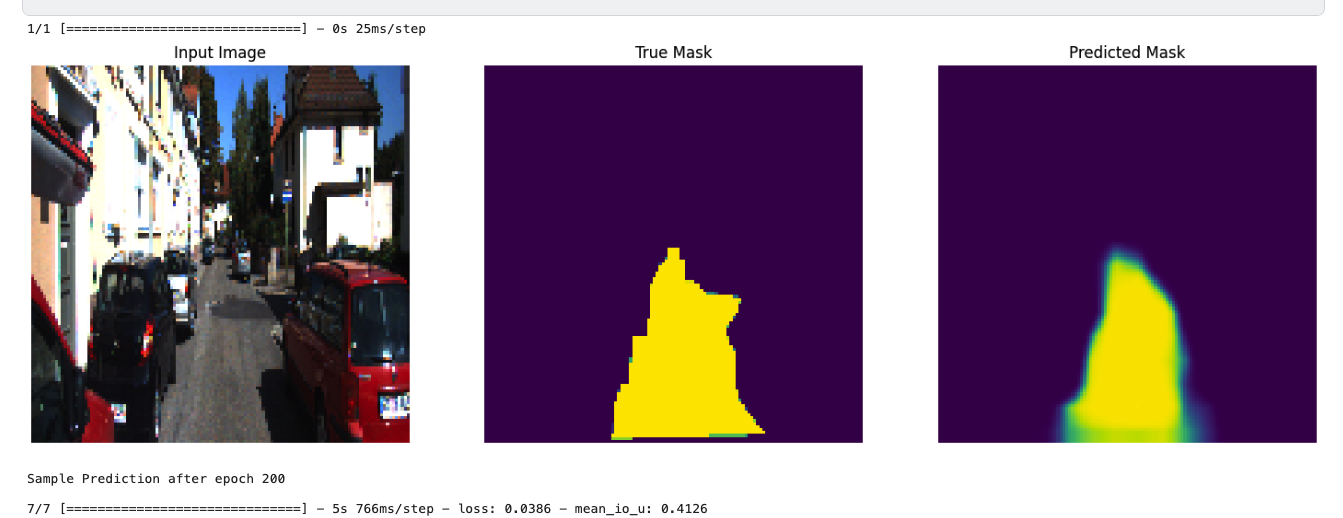 1/1 [==============================] – 0s 25ms/step
Input Image
True Mask
Predicted Mask
Sample Prediction after epoch 200
7/7 [==============================] – 5s 766ms/step – loss: 0.0386 – mean_io_u: 0.4126